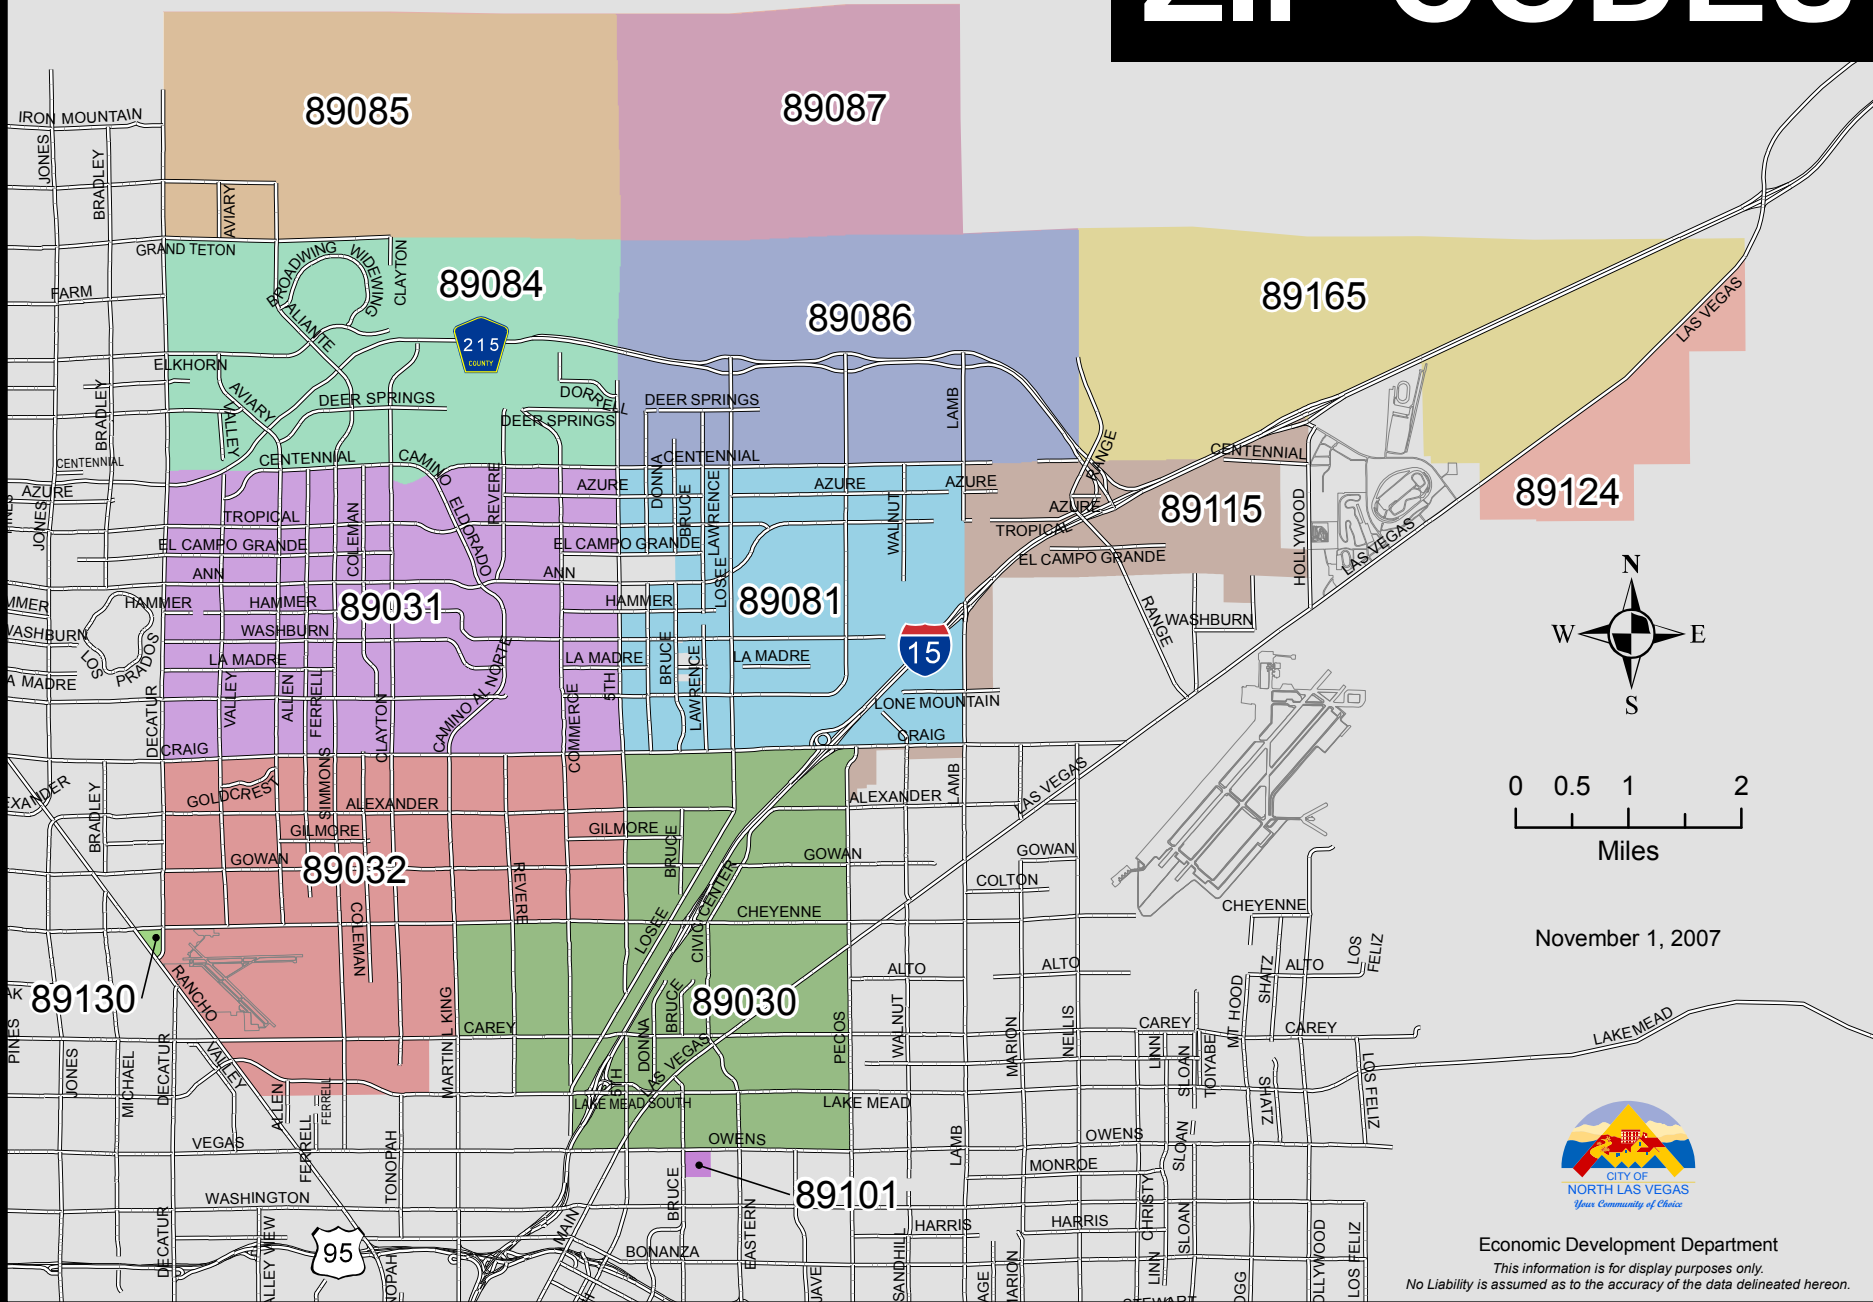 ZIP CODES
89085
89087
IRON MOUNTAIN
JONES
BRADLEY
AVIARY
GRAND TETON
BROADWING
WIDEWING
CLAYTON
89084
89165
FARM
ALIANTE
89086
LAS VEGAS
215
COUNTY
ELKHORN
AVIARY
VALLEY
DEER SPRINGS
DORRELL
DEER SPRINGS
DEER SPRINGS
LAMB
BRADLEY
CENTENNIAL
CENTENNIAL
CAMINO
ELDORADO
REVERE
CENTENNIAL
RANGE
CENTENNIAL
AZURE
JONES
AZURE
DONNA
BRUCE
LAWRENCE
AZURE
WALNUT
AZURE
AZURE
89115
89124
TROPICAL
COLEMAN
TROPICAL
HOLLYWOOD
LAS VEGAS
EL CAMPO GRANDE
EL CAMPO GRANDE
EL CAMPO GRANDE
ANN
ANN
LOSEE
N
HAMMER
HAMMER
89031
HAMMER
89081
RANGE
WASHBURN
WASHBURN
WASHBURN
W
E
LOS
PRADOS
LA MADRE
CAMINO AL NORTE
LA MADRE
BRUCE
LA MADRE
15
S
DECATUR
VALLEY
ALLEN
FERRELL
CLAYTON
COMMERCE
5TH
LAWRENCE
LONE MOUNTAIN
CRAIG
CRAIG
SIMMONS
GOLDCREST
ALEXANDER
ALEXANDER
LAMB
LAS VEGAS
0 0.5 1 2
Miles
BRADLEY
GILMORE
GILMORE
BRUCE
GOWAN
89032
REVERE
GOWAN
GOWAN
COLTON
COLEMAN
LOSEE
CIVIC CENTER
CHEYENNE
CHEYENNE
November 1, 2007
89130
RANCHO
ALTO
ALTO
SHATZ
ALTO
LOS
FELIZ
MARTIN L KING
CAREY
DONNA
BRUCE
89030
PECOS
WALNUT
MARION
NELLIS
CAREY
MT HOOD
CAREY
LAKE MEAD
PINES
JONES
MICHAEL
DECATUR
VALLEY
ALLEN
FERRELL
5TH
LAS VEGAS
LAKE MEAD SOUTH
LAKE MEAD
LINN
SLOAN
TOIYABE
SHATZ
LOS FELIZ
VEGAS
FERRELL
TONOPAH
OWENS
LAMB
OWENS
MONROE
SLOAN
CITY OF
NORTH LAS VEGAS
Your Community of Choice
WASHINGTON
BRUCE
89101
CHRISTY
DECATUR
95
MAIN
BONANZA
EASTERN
HARRIS
SANDHILL
HARRIS
MARION
LINN
SLOAN
HOLLYWOOD
LOS FELIZ
STEWART
Economic Development Department
This information is for display purposes only.
No Liability is assumed as to the accuracy of the data delineated hereon.